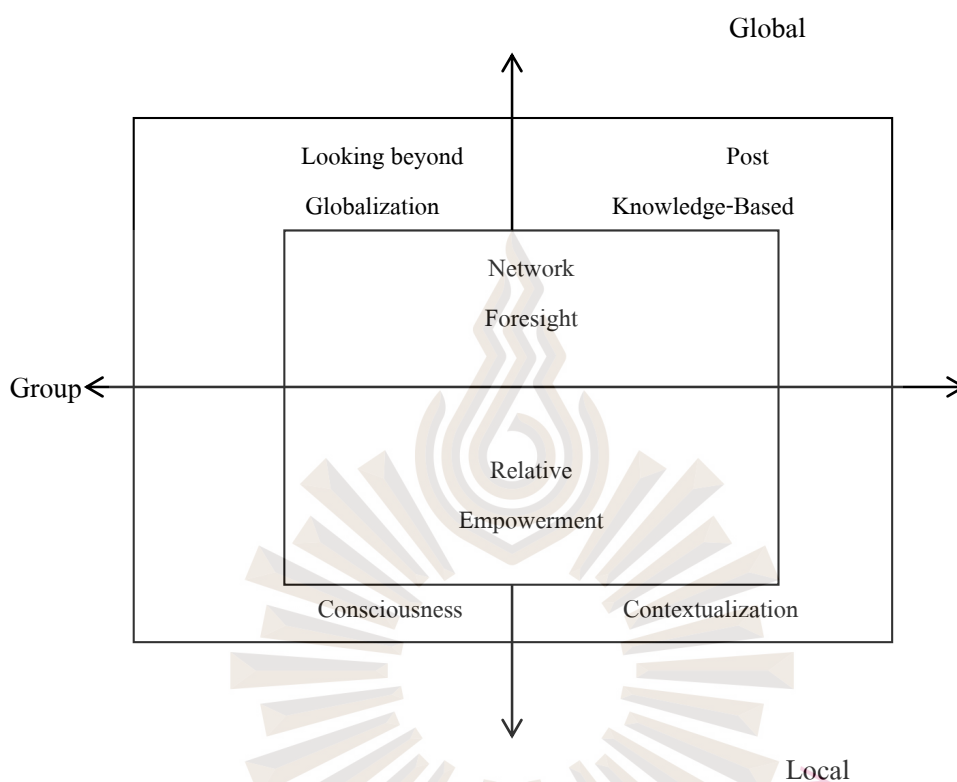 Global
Looking beyond Post
Globalization Knowledge-Based
Network
Foresight
Group
Relative
Empowerment
Consciousness Contextualization
Local